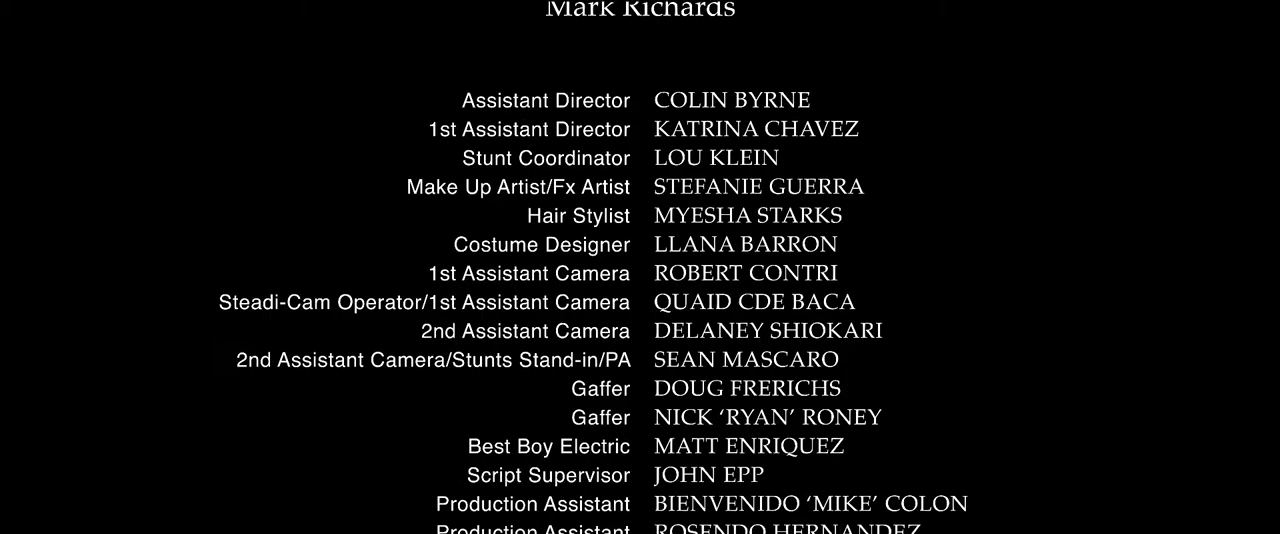 Mark Richards
Assistant Director COLIN BYRNE
1st Assistant Director KATRINA CHAVEZ
Stunt Coordinator LOU KLEIN
Make Up Artist/Fx Artist STEFANIE GUERRA
Hair Stylist MYESHA STARKS
Costume Designer LLANA BARRON
1st Assistant Camera ROBERT CONTRI
Steadi-Cam Operator/1st Assistant Camera QUAID CDE BACA
2nd Assistant Camera DELANEY SHIOKARI
2nd Assistant Camera/Stunts Stand-in/PA SEAN MASCARO
Gaffer DOUG FRERICHS
Gaffer NICK ‘RYAN’ RONEY
Best Boy Electric MATT ENRIQUEZ
Script Supervisor JOHN EPP
Production Assistant BIENVENIDO ‘MIKE’ COLON
Production Assistant ROSENDO HERNANDEZ